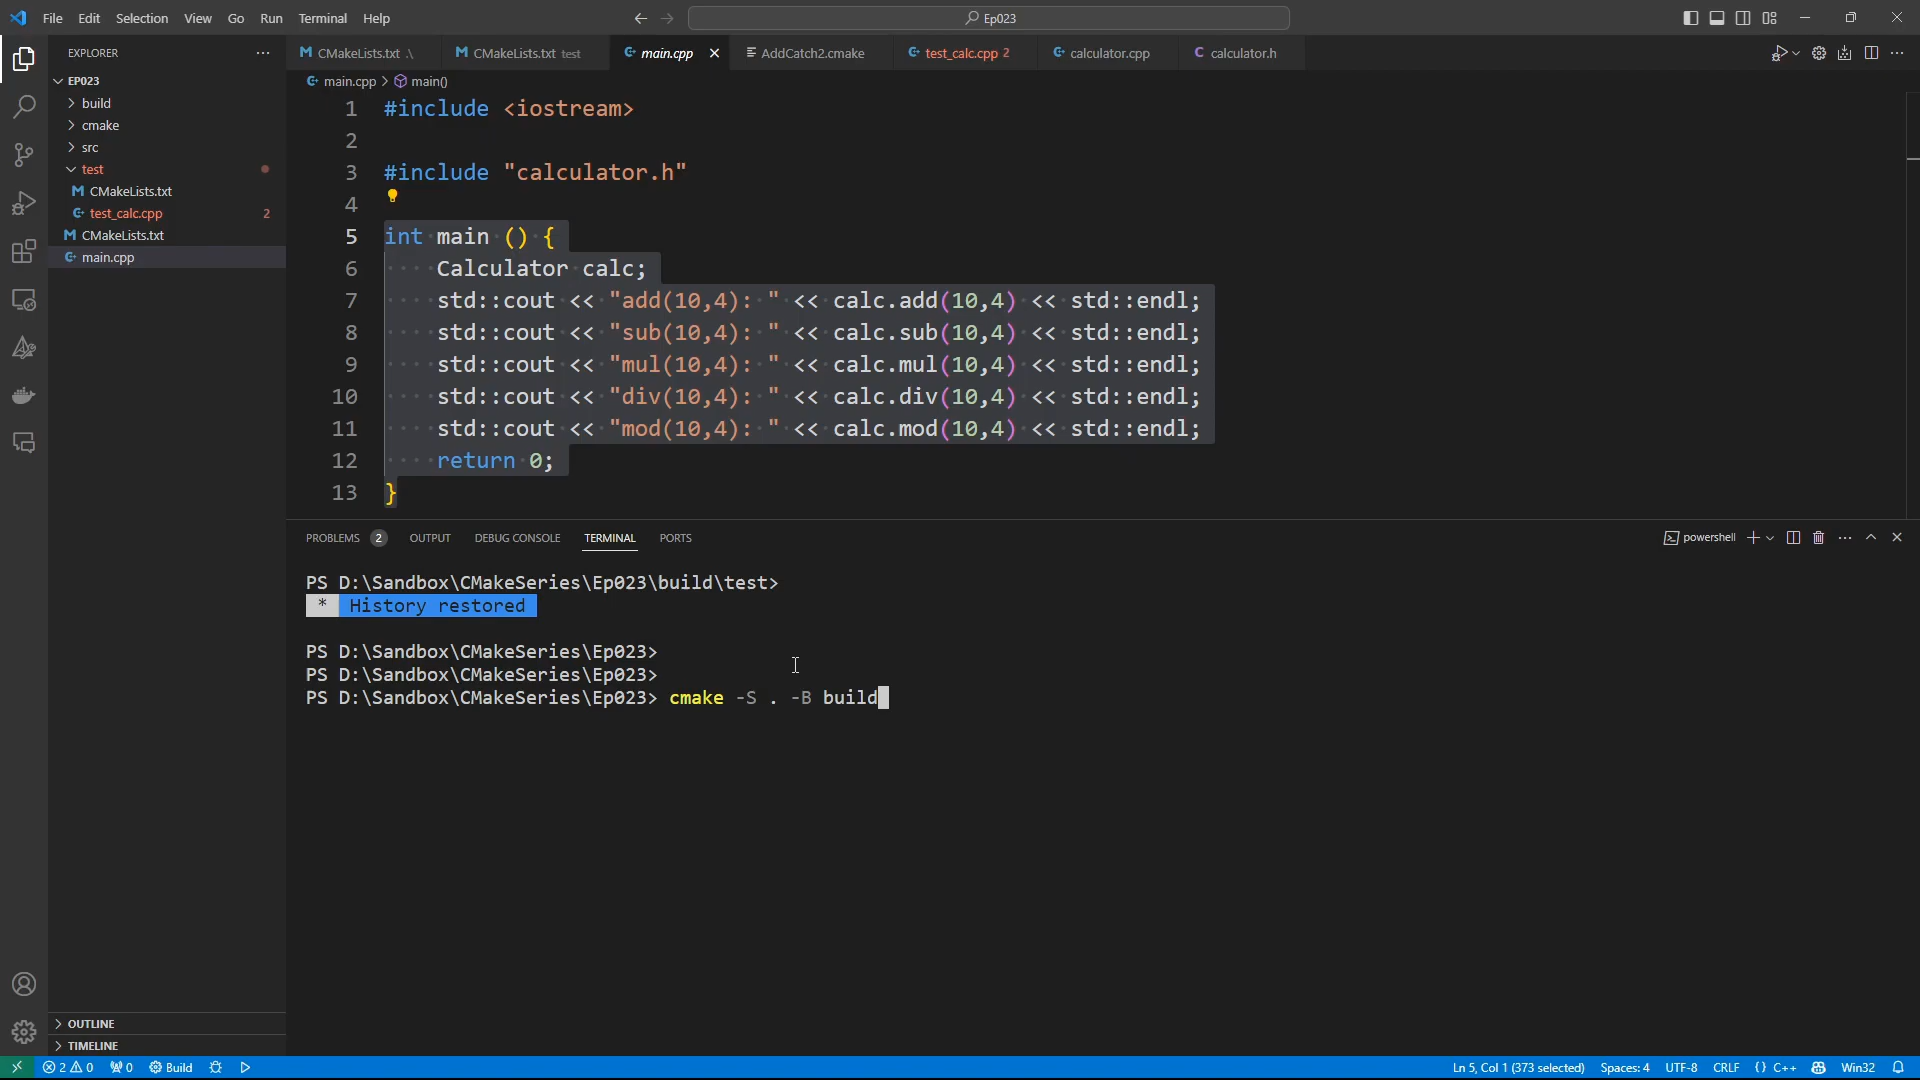 File Edit Selection View Go Run Terminal Help
Ep023
EXPLORER
EP023
build
cmake
src
test
CMakeLists.txt
test_calc.cpp 2
CMakeLists.txt
main.cpp
OUTLINE
TIMELINE
CMakeLists.txt .\ CMakeLists.txt test main.cpp AddCatch2.cmake test_calc.cpp 2 calculator.cpp calculator.h
main.cpp > main()
1 #include <iostream>
2
3 #include "calculator.h"
4
5 int main () {
6 Calculator calc;
7 std::cout << "add(10,4): " << calc.add(10,4) << std::endl;
8 std::cout << "sub(10,4): " << calc.sub(10,4) << std::endl;
9 std::cout << "mul(10,4): " << calc.mul(10,4) << std::endl;
10 std::cout << "div(10,4): " << calc.div(10,4) << std::endl;
11 std::cout << "mod(10,4): " << calc.mod(10,4) << std::endl;
12 return 0;
13 }
PROBLEMS 2 OUTPUT DEBUG CONSOLE TERMINAL PORTS
powershell
PS D:\Sandbox\CMakeSeries\Ep023\build\test>
* History restored
PS D:\Sandbox\CMakeSeries\Ep023>
PS D:\Sandbox\CMakeSeries\Ep023>
PS D:\Sandbox\CMakeSeries\Ep023> cmake -S . -B build
2 0 0 Build
Ln 5, Col 1 (373 selected) Spaces: 4 UTF-8 CRLF {} C++ Win32